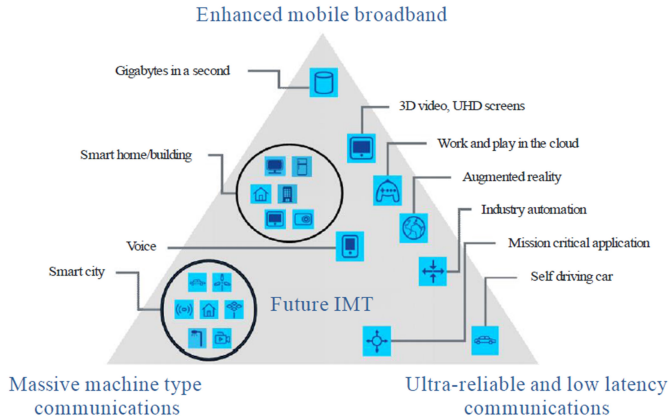 Enhanced mobile broadband
Gigabytes in a second
3D video, UHD screens
Work and play in the cloud
Smart home/building
Augmented reality
Industry automation
Voice
Mission critical application
Smart city
Self driving car
Future IMT
Massive machine type
communications
Ultra-reliable and low latency
communications